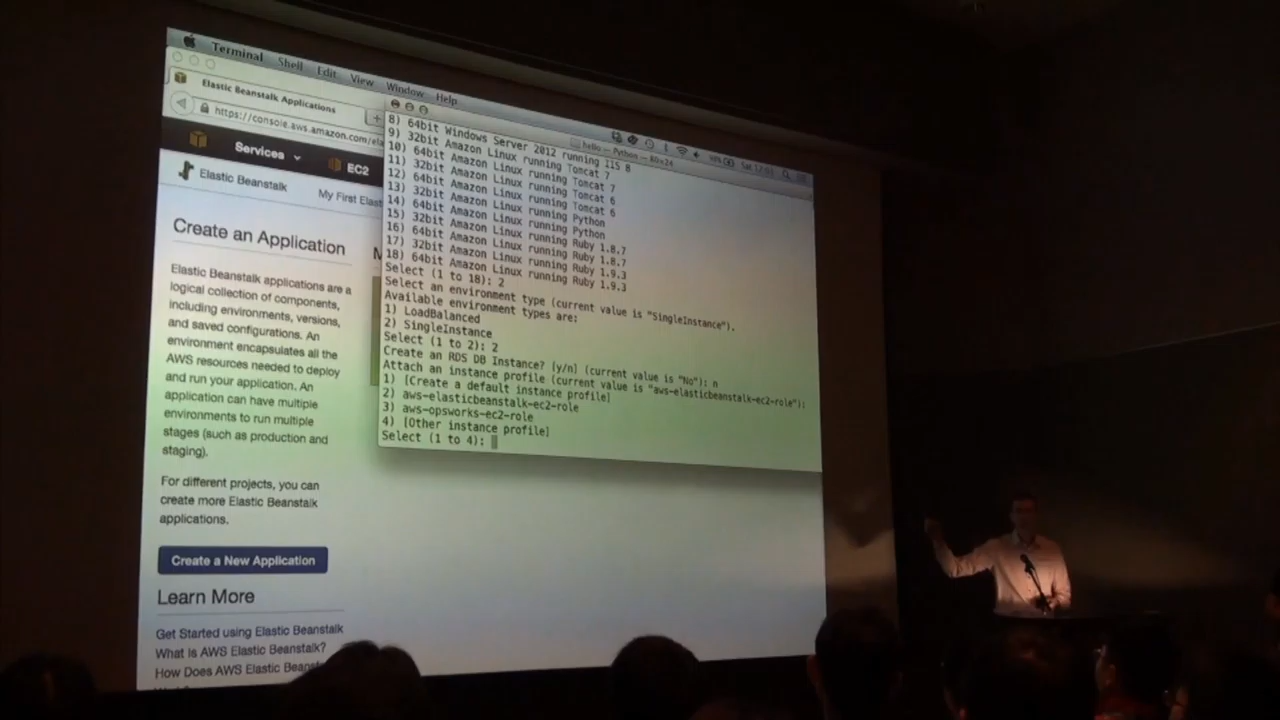 Terminal Shell Edit View Window Help
Elastic Beanstalk Applications
https://console.aws.amazon.com/ela
Services EC2
Elastic Beanstalk
My First Elast
Create an Application
Elastic Beanstalk applications are a
logical collection of components,
including environments, versions,
and saved configurations. An
environment encapsulates all the
AWS resources needed to deploy
and run your application. An
application can have multiple
environments to run multiple
stages (such as production and
staging).
For different projects, you can
create more Elastic Beanstalk
applications.
Create a New Application
Learn More
Get Started using Elastic Beanstalk
What is AWS Elastic Beanstalk?
How Does AWS Elastic Beanst
hello — Python — 80×24
8) 64bit Windows Server 2012 running IIS 8
9) 32bit Amazon Linux running Tomcat 7
10) 64bit Amazon Linux running Tomcat 7
11) 32bit Amazon Linux running Tomcat 6
12) 64bit Amazon Linux running Tomcat 6
13) 32bit Amazon Linux running Python
14) 64bit Amazon Linux running Python
15) 32bit Amazon Linux running Ruby 1.8.7
16) 64bit Amazon Linux running Ruby 1.8.7
17) 32bit Amazon Linux running Ruby 1.9.3
18) 64bit Amazon Linux running Ruby 1.9.3
Select (1 to 18): 2
Select an environment type (current value is "SingleInstance").
Available environment types are:
1) LoadBalanced
2) SingleInstance
Select (1 to 2): 2
Create an RDS DB Instance? [y/n] (current value is "No"): n
Attach an instance profile (current value is "aws-elasticbeanstalk-ec2-role"):
1) [Create a default instance profile]
2) aws-elasticbeanstalk-ec2-role
3) aws-opsworks-ec2-role
4) [Other instance profile]
Select (1 to 4):